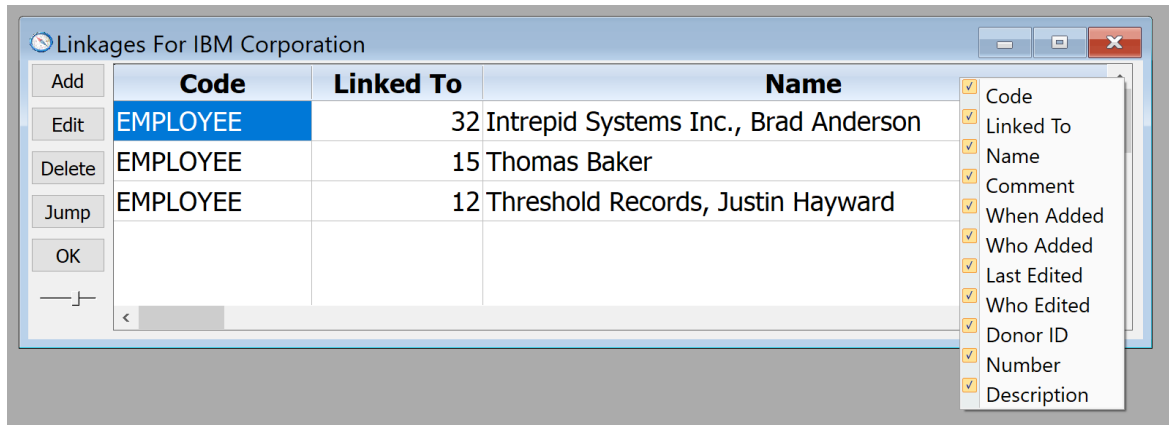 Linkages For IBM Corporation
Add
Edit
Delete
Jump
OK
Code Linked To Name
EMPLOYEE 32 Intrepid Systems Inc., Brad Anderson
EMPLOYEE 15 Thomas Baker
EMPLOYEE 12 Threshold Records, Justin Hayward
Code
Linked To
Name
Comment
When Added
Who Added
Last Edited
Who Edited
Donor ID
Number
Description